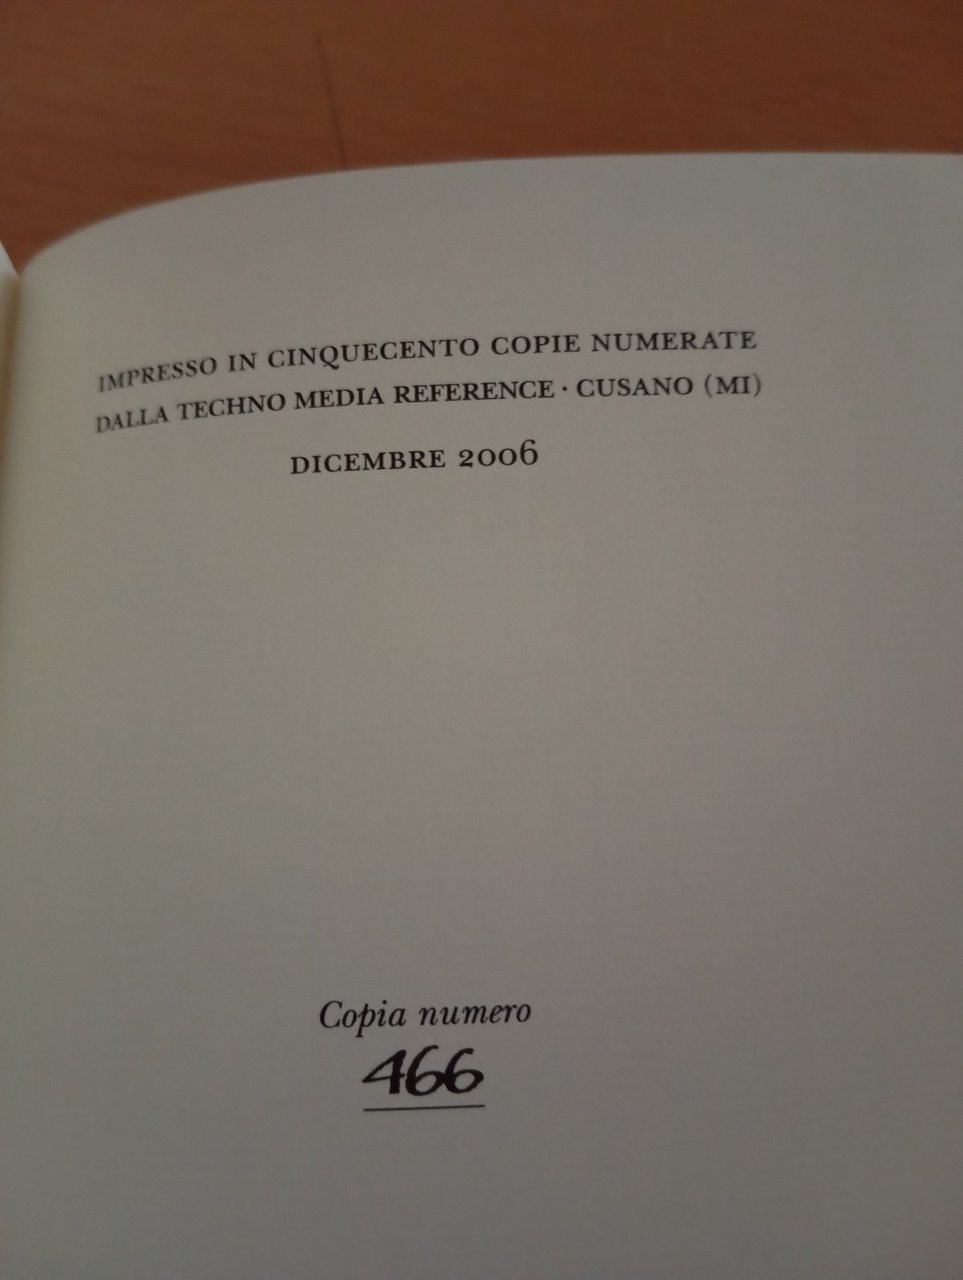 IMPRESSO IN CINQUECENTO COPIE NUMERATE
DALLA TECHNO MEDIA REFERENCE · CUSANO (MI)
DICEMBRE 2006
Copia numero
466